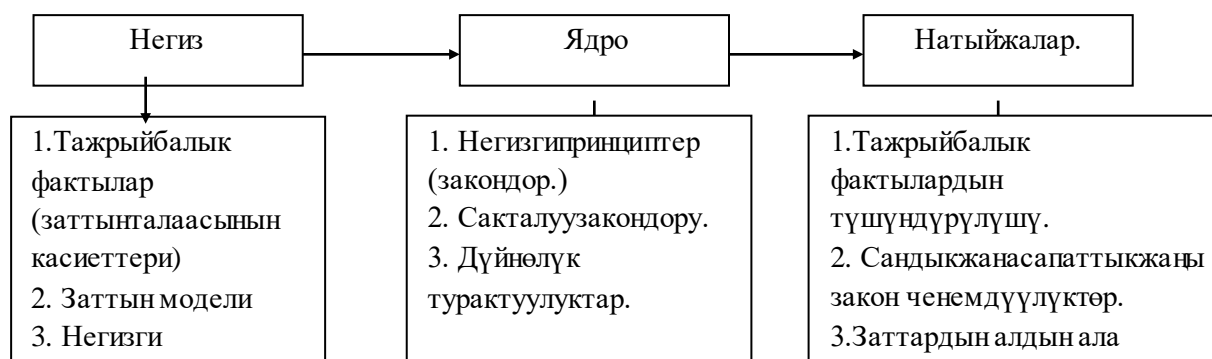 Негиз
Ядро
Натыйжалар.
1.Тажрыйбалык
фактылар
(заттынталаасынын
касиеттери)
2. Заттын модели
3. Негизги
1. Негизгипринциптер
(закондор.)
2. Сакталуузакондору.
3. Дүйнөлүк
турактуулуктар.
1.Тажрыйбалык
фактылардын
түшүндүрүлүшү.
2. Сандыкжанасапаттыкжаңы
закон ченемдүүлүктөр.
3.Заттардын алдын ала